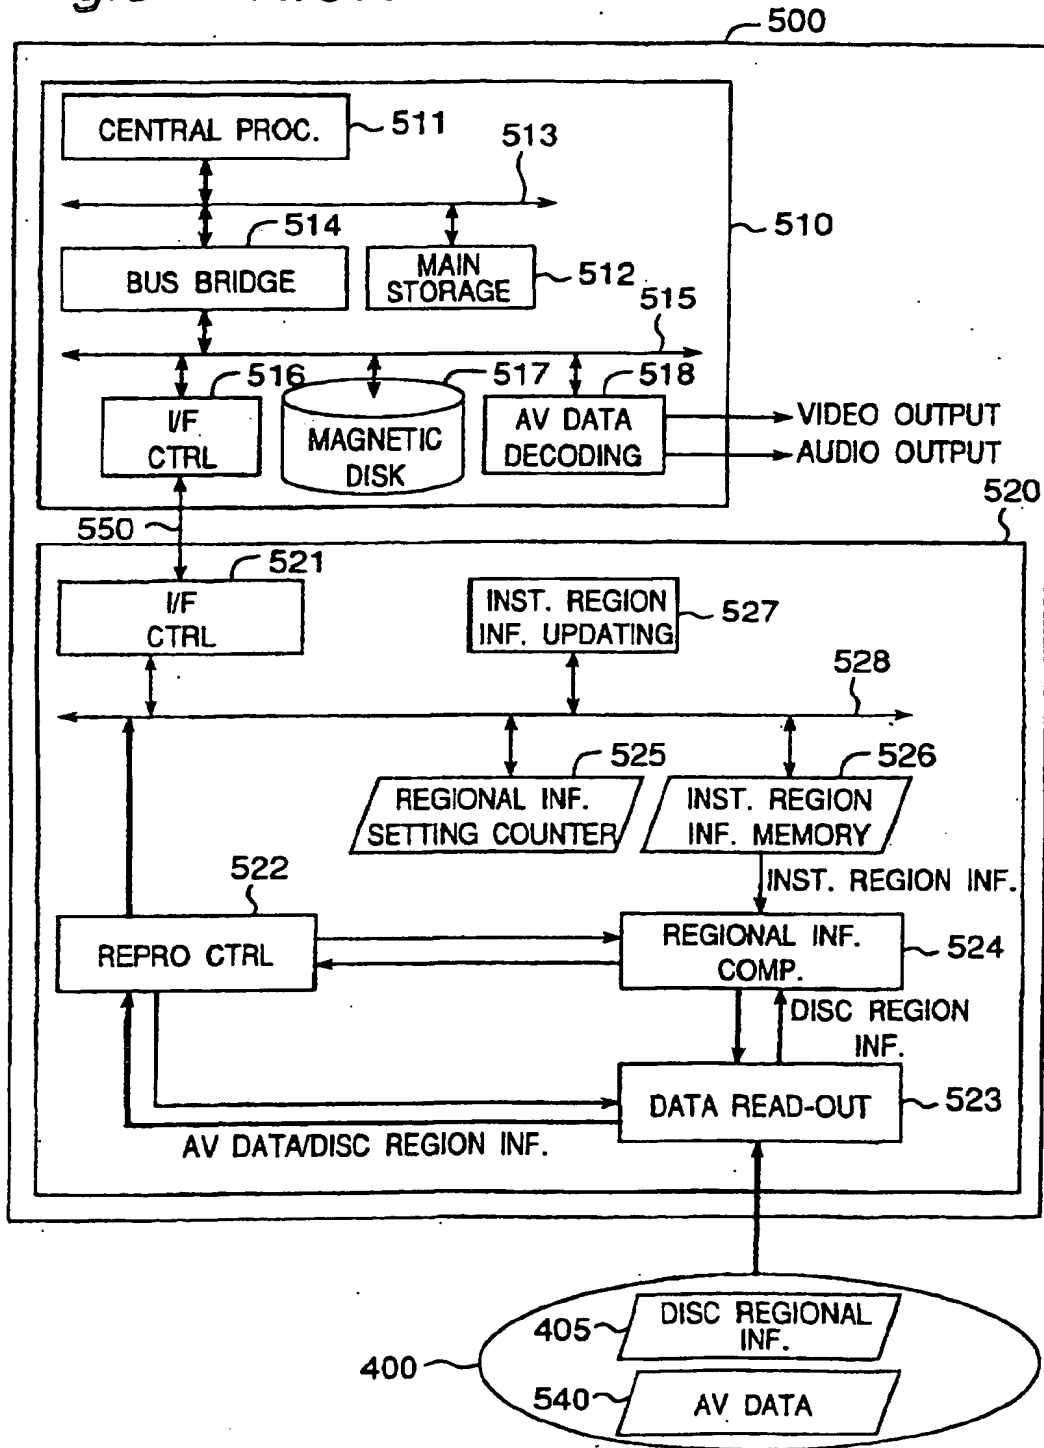 500
CENTRAL PROC.
511
513
514
510
BUS BRIDGE
MAIN
STORAGE
512
515
516
517
518
I/F
CTRL
MAGNETIC
DISK
AV DATA
DECODING
VIDEO OUTPUT
AUDIO OUTPUT
520
550
521
I/F
CTRL
INST. REGION
INF. UPDATING
527
528
525
526
REGIONAL INF.
SETTING COUNTER
INST. REGION
INF. MEMORY
522
INST. REGION INF.
REPRO CTRL
REGIONAL INF.
COMP.
524
DISC REGION
INF.
DATA READ-OUT
523
AV DATA/DISC REGION INF.
405
DISC REGIONAL
INF.
400
540
AV DATA